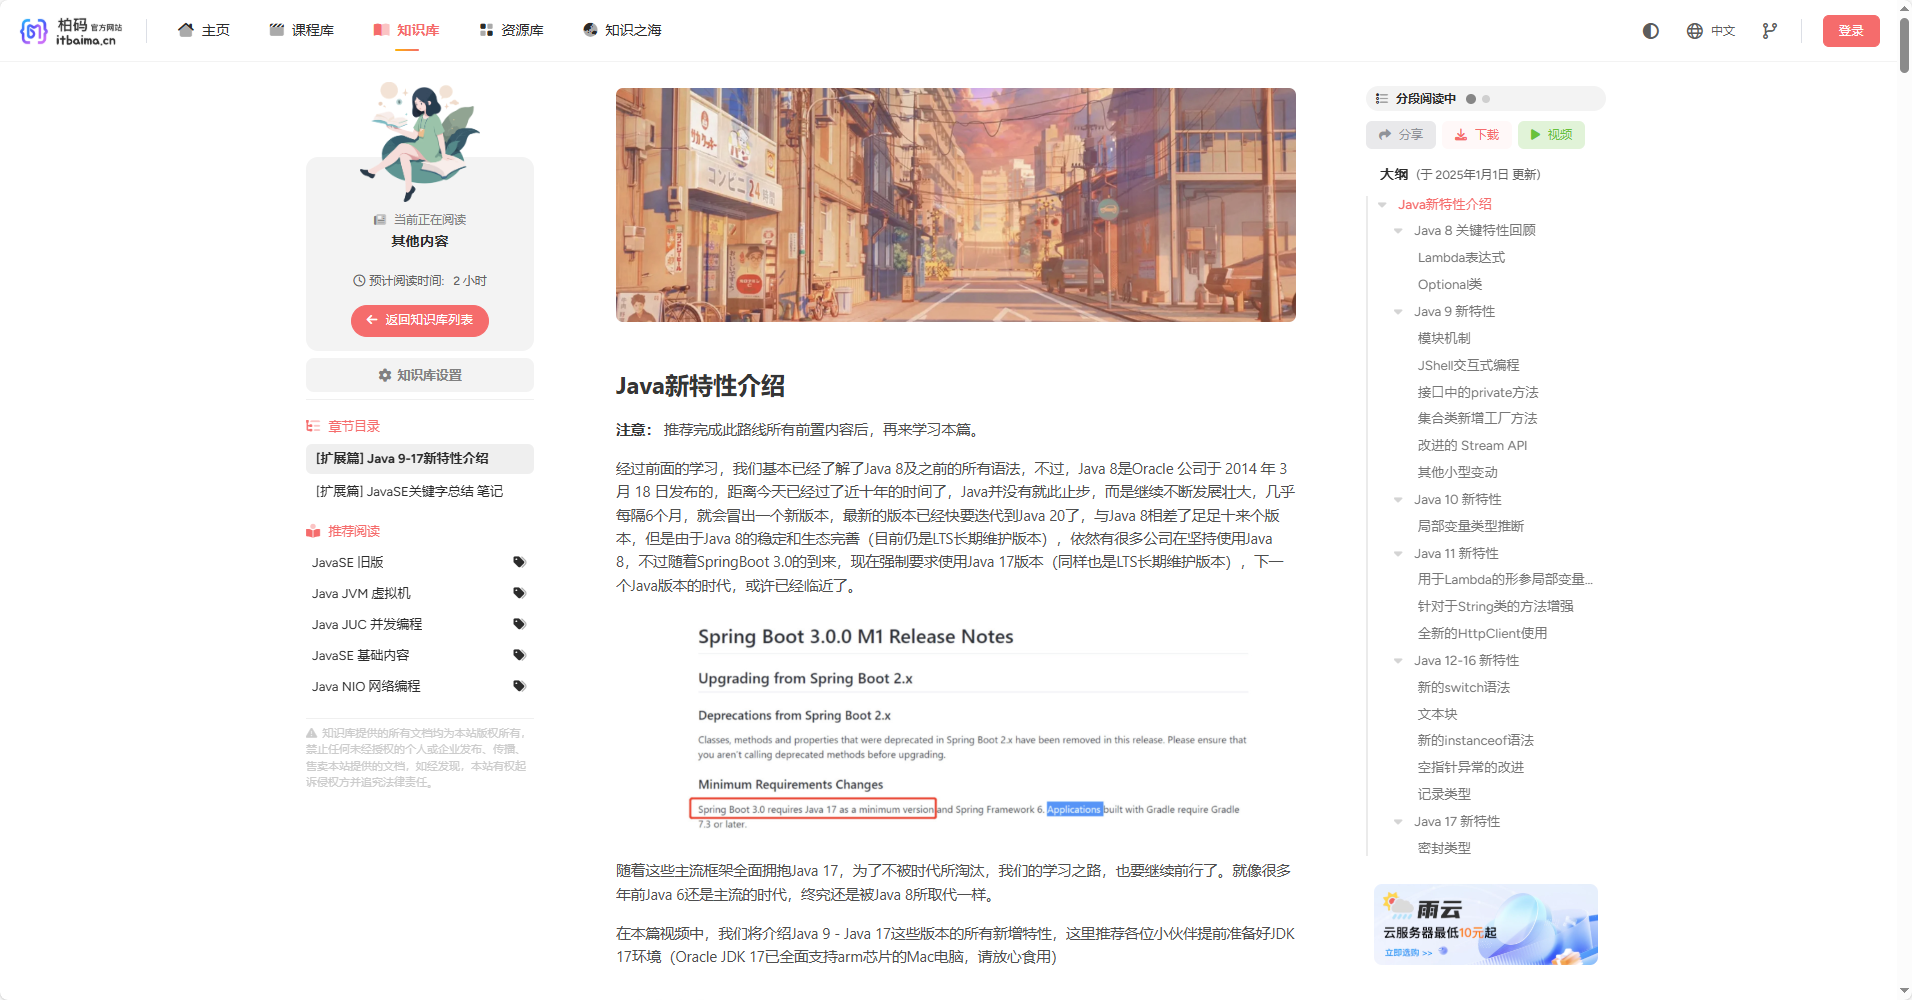 柏码 官方网站
itbaima.cn
主页
课程库
知识库
资源库
知识之海
中文
登录
当前正在阅读
其他内容
预计阅读时间: 2 小时
返回知识库列表
知识库设置
章节目录
[扩展篇] Java 9-17新特性介绍
[扩展篇] JavaSE关键字总结 笔记
推荐阅读
JavaSE 旧版
Java JVM 虚拟机
Java JUC 并发编程
JavaSE 基础内容
Java NIO 网络编程
知识库提供的所有文档均为本站版权所有，
禁止任何未经授权的个人或企业发布、传播、
售卖本站提供的文档，如经发现，本站有权起
诉侵权方并追究法律责任。
コンビニ 24時間
Java新特性介绍
注意： 推荐完成此路线所有前置内容后，再来学习本篇。
经过前面的学习，我们基本已经了解了Java 8及之前的所有语法，不过，Java 8是Oracle 公司于 2014 年 3
月 18 日发布的，距离今天已经过了近十年的时间了，Java并没有就此止步，而是继续不断发展壮大，几乎
每隔6个月，就会冒出一个新版本，最新的版本已经快要迭代到Java 20了，与Java 8相差了足足十来个版
本，但是由于Java 8的稳定和生态完善（目前仍是LTS长期维护版本），依然有很多公司在坚持使用Java
8，不过随着SpringBoot 3.0的到来，现在强制要求使用Java 17版本（同样也是LTS长期维护版本），下一
个Java版本的时代，或许已经临近了。
Spring Boot 3.0.0 M1 Release Notes
Upgrading from Spring Boot 2.x
Deprecations from Spring Boot 2.x
Classes, methods and properties that were deprecated in Spring Boot 2.x have been removed in this release. Please ensure that
you aren't calling deprecated methods before upgrading.
Minimum Requirements Changes
Spring Boot 3.0 requires Java 17 as a minimum version and Spring Framework 6. Applications built with Gradle require Gradle
7.3 or later.
随着这些主流框架全面拥抱Java 17，为了不被时代所淘汰，我们的学习之路，也要继续前行了。就像很多
年前Java 6还是主流的时代，终究还是被Java 8所取代一样。
在本篇视频中，我们将介绍Java 9 - Java 17这些版本的所有新增特性，这里推荐各位小伙伴提前准备好JDK
17环境（Oracle JDK 17已全面支持arm芯片的Mac电脑，请放心食用）
分段阅读中
分享
下载
视频
大纲 (于 2025年1月1日 更新)
Java新特性介绍
Java 8 关键特性回顾
Lambda表达式
Optional类
Java 9 新特性
模块机制
JShell交互式编程
接口中的private方法
集合类新增工厂方法
改进的 Stream API
其他小型变动
Java 10 新特性
局部变量类型推断
Java 11 新特性
用于Lambda的形参局部变量...
针对于String类的方法增强
全新的HttpClient使用
Java 12-16 新特性
新的switch语法
文本块
新的instanceof语法
空指针异常的改进
记录类型
Java 17 新特性
密封类型
雨云
云服务器最低10元起
立即选购 >>